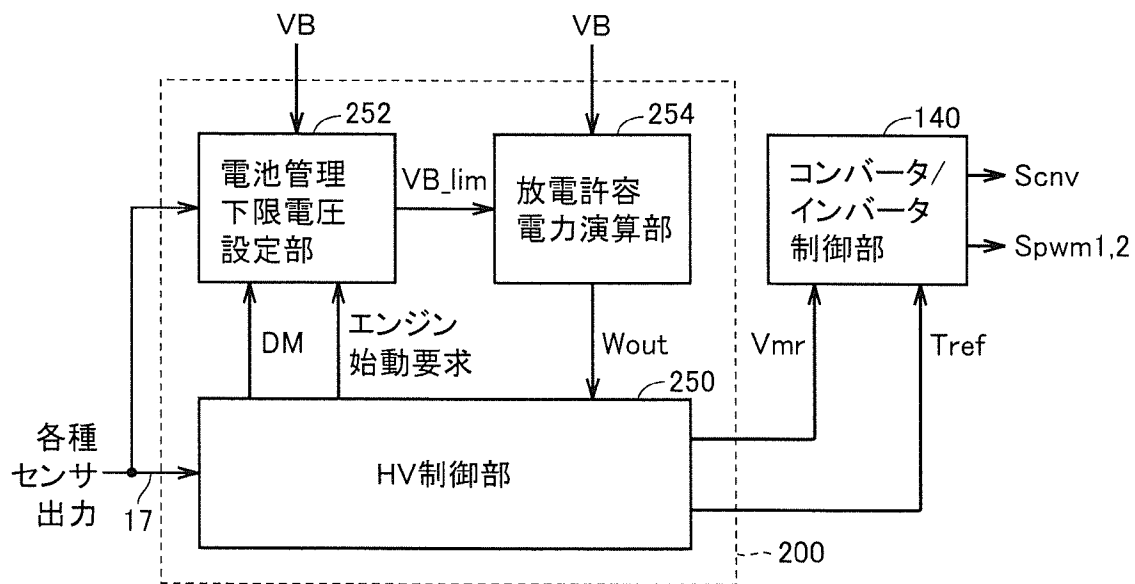 VB
VB
252
254
140
電池管理
下限電圧
設定部
VB_lim
放電許容
電力演算部
コンバータ/
インバータ
制御部
Scnv
Spwm1,2
DM
エンジン
始動要求
Wout
Vmr
Tref
250
各種
センサ
出力
17
HV制御部
200